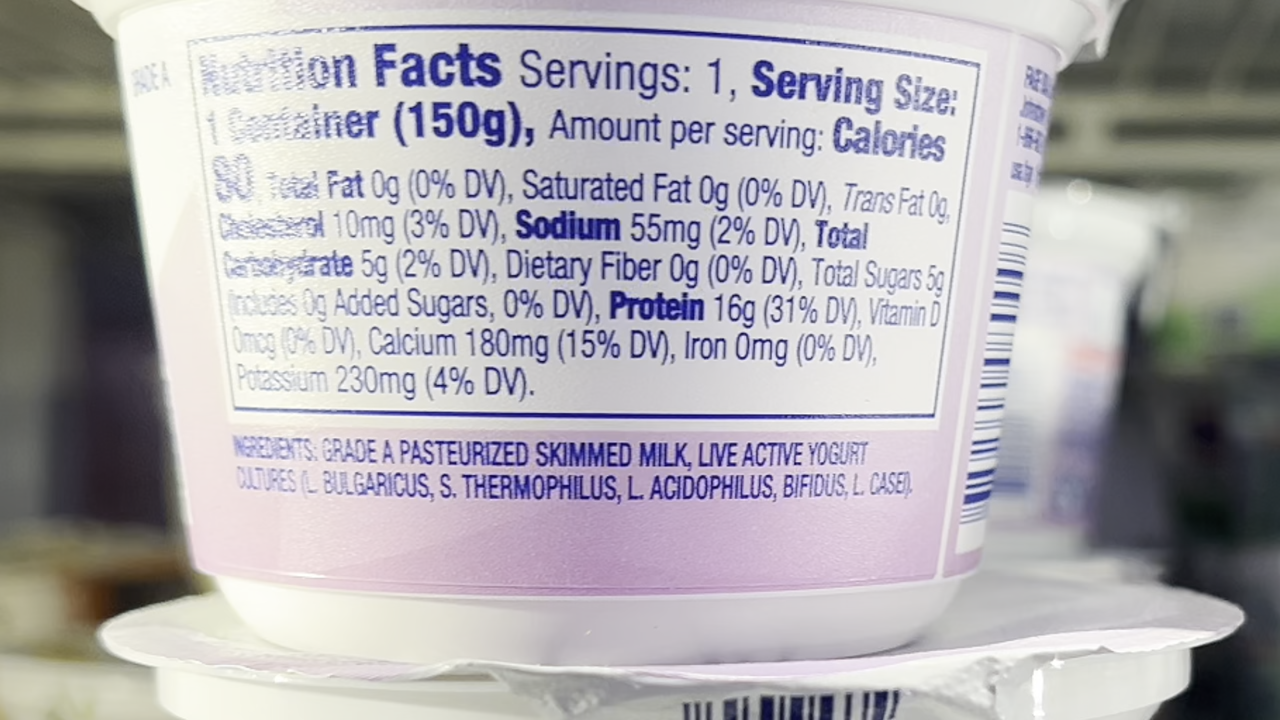 GRADE A
Nutrition Facts Servings: 1, Serving Size:
1 Container (150g), Amount per serving: Calories
Total Fat 0g (0% DV), Saturated Fat 0g (0% DV), Trans Fat 0g,
Cholesterol 10mg (3% DV), Sodium 55mg (2% DV), Total
Carbohydrate 5g (2% DV), Dietary Fiber 0g (0% DV), Total Sugars 5g
(Includes 0g Added Sugars, 0% DV), Protein 16g (31% DV), Vitamin D
0mcg (0% DV), Calcium 180mg (15% DV), Iron 0mg (0% DV),
Potassium 230mg (4% DV).
INGREDIENTS: GRADE A PASTEURIZED SKIMMED MILK, LIVE ACTIVE YOGURT
CULTURES (L. BULGARICUS, S. THERMOPHILUS, L. ACIDOPHILUS, BIFIDUS, L. CASEI).